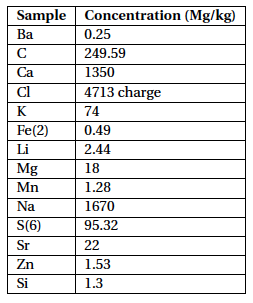 Sample Concentration (Mg/kg)
Ba 0.25
C 249.59
Ca 1350
Cl 4713 charge
K 74
Fe(2) 0.49
Li 2.44
Mg 18
Mn 1.28
Na 1670
S(6) 95.32
Sr 22
Zn 1.53
Si 1.3